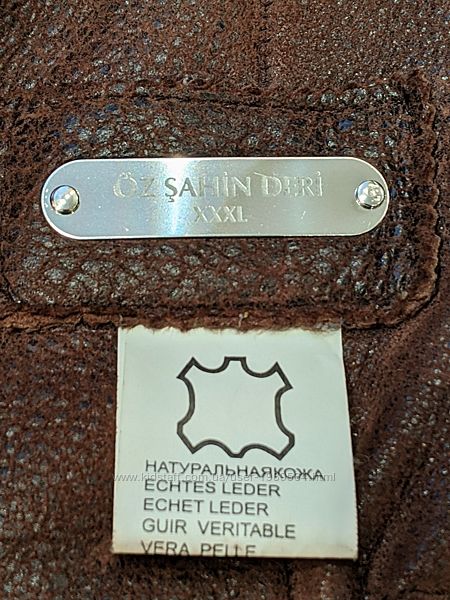 ÖZ ŞAHİN DERİ
XXXL
НАТУРАЛЬНАЯКОЖА
ECHTES LEDER
ECHET LEDER
GUIR VERITABLE
VERA PELLE